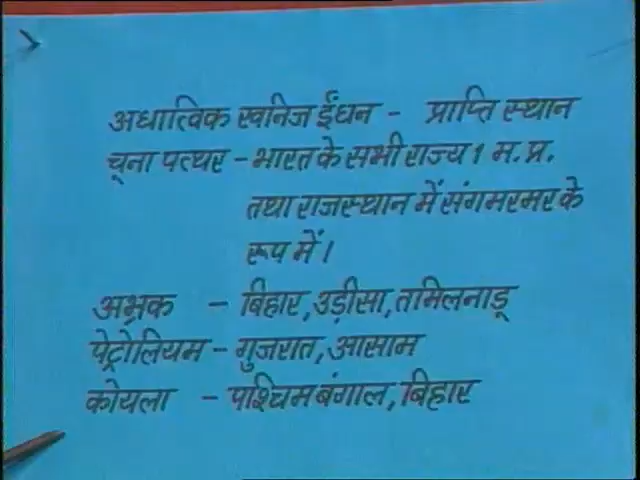 अधात्विक खनिज ईंधन - प्राप्ति स्थान
चूना पत्थर - भारत के सभी राज्य। म.प्र.
तथा राजस्थान में संगमरमर के
रूप में।
अभ्रक - बिहार, उड़ीसा, तमिलनाडू
पेट्रोलियम - गुजरात, आसाम
कोयला - पश्चिम बंगाल, बिहार